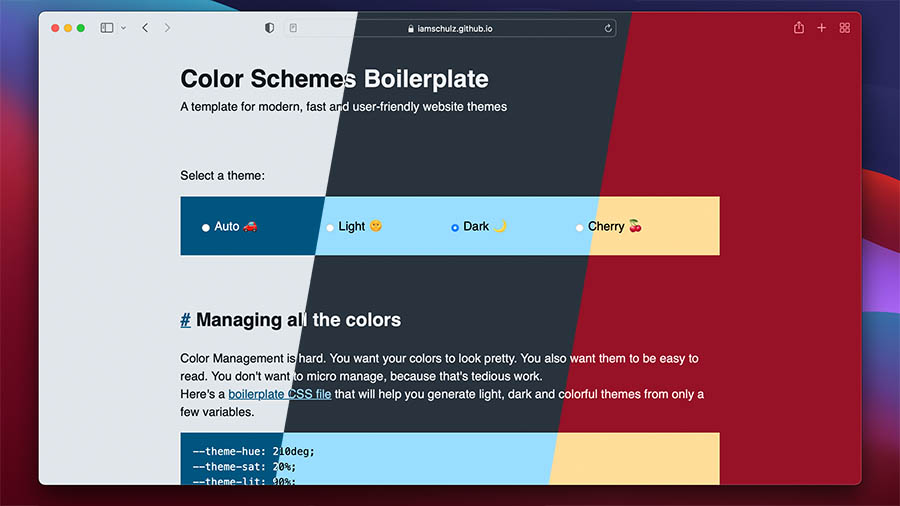 iamschulz.github.io
Color Schemes Boilerplate
A template for modern, fast and user-friendly website themes
Select a theme:
Auto 🚗 Light 🌞 Dark 🌙 Cherry 🍒
# Managing all the colors
Color Management is hard. You want your colors to look pretty. You also want them to be easy to
read. You don't want to micro manage, because that's tedious work.
Here's a boilerplate CSS file that will help you generate light, dark and colorful themes from only a
few variables.
--theme-hue: 210deg;
--theme-sat: 20%;
--theme-lit: 90%;